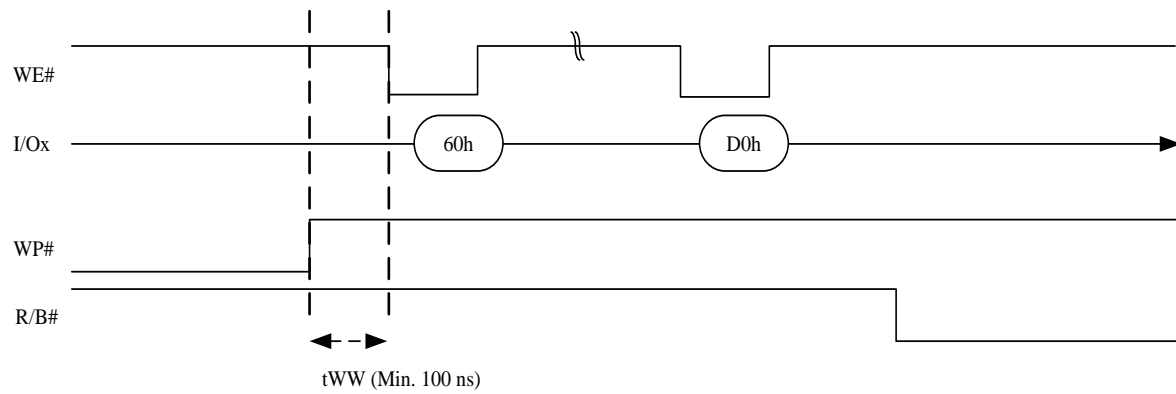 WE#
I/Ox
60h
D0h
WP#
R/B#
tWW (Min. 100 ns)